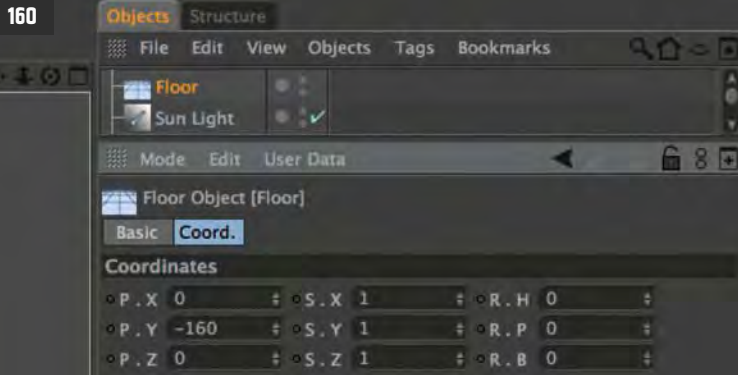 160
Objects Structure
File Edit View Objects Tags Bookmarks
Floor
Sun Light
Mode Edit User Data
Floor Object [Floor]
Basic Coord.
Coordinates
P . X 0 S . X 1 R . H 0
P . Y -160 S . Y 1 R . P 0
P . Z 0 S . Z 1 R . B 0